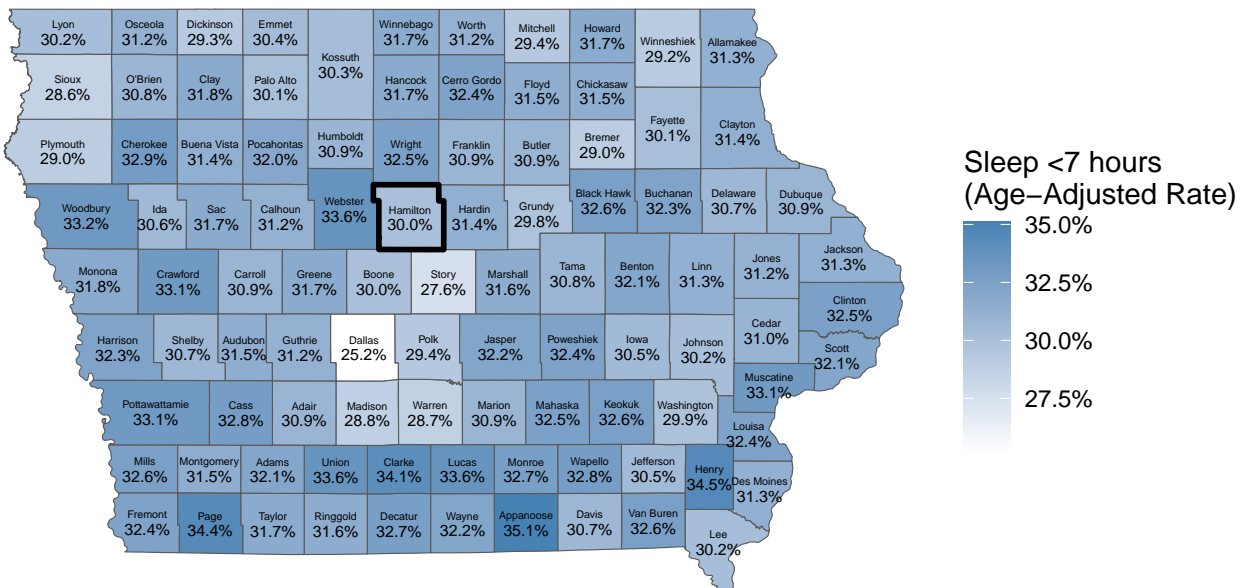 Lyon Osceola Dickinson Emmet Winnebago Worth Mitchell Howard Winneshiek Allamakee
30.2% 31.2% 29.3% 30.4% 31.7% 31.2% 29.4% 31.7% 29.2% 31.3%
Kossuth
30.3%
Sioux O'Brien Clay Palo Alto Hancock Cerro Gordo Floyd Chickasaw
28.6% 30.8% 31.8% 30.1% 31.7% 32.4% 31.5% 31.5%
Fayette Clayton
30.1% 31.4%
Plymouth Cherokee Buena Vista Pocahontas Humboldt Wright Franklin Butler Bremer
29.0% 32.9% 31.4% 32.0% 30.9% 32.5% 30.9% 30.9% 29.0%
Woodbury Ida Sac Calhoun Webster Hamilton Hardin Grundy Black Hawk Buchanan Delaware Dubuque
33.2% 30.6% 31.7% 31.2% 33.6% 30.0% 31.4% 29.8% 32.6% 32.3% 30.7% 30.9%
Monona Crawford Carroll Greene Boone Story Marshall Tama Benton Linn Jones Jackson
31.8% 33.1% 30.9% 31.7% 30.0% 27.6% 31.6% 30.8% 32.1% 31.3% 31.2% 31.3%
Clinton
32.5%
Harrison Shelby Audubon Guthrie Dallas Polk Jasper Poweshiek Iowa Johnson Cedar Scott
32.3% 30.7% 31.5% 31.2% 25.2% 29.4% 32.2% 32.4% 30.5% 30.2% 31.0% 32.1%
Muscatine
33.1%
Pottawattamie Cass Adair Madison Warren Marion Mahaska Keokuk Washington Louisa
33.1% 32.8% 30.9% 28.8% 28.7% 30.9% 32.5% 32.6% 29.9% 32.4%
Mills Montgomery Adams Union Clarke Lucas Monroe Wapello Jefferson Henry Des Moines
32.6% 31.5% 32.1% 33.6% 34.1% 33.6% 32.7% 32.8% 30.5% 34.5% 31.3%
Fremont Page Taylor Ringgold Decatur Wayne Appanoose Davis Van Buren Lee
32.4% 34.4% 31.7% 31.6% 32.7% 32.2% 35.1% 30.7% 32.6% 30.2%
Sleep <7 hours
(Age−Adjusted Rate)
35.0%
32.5%
30.0%
27.5%